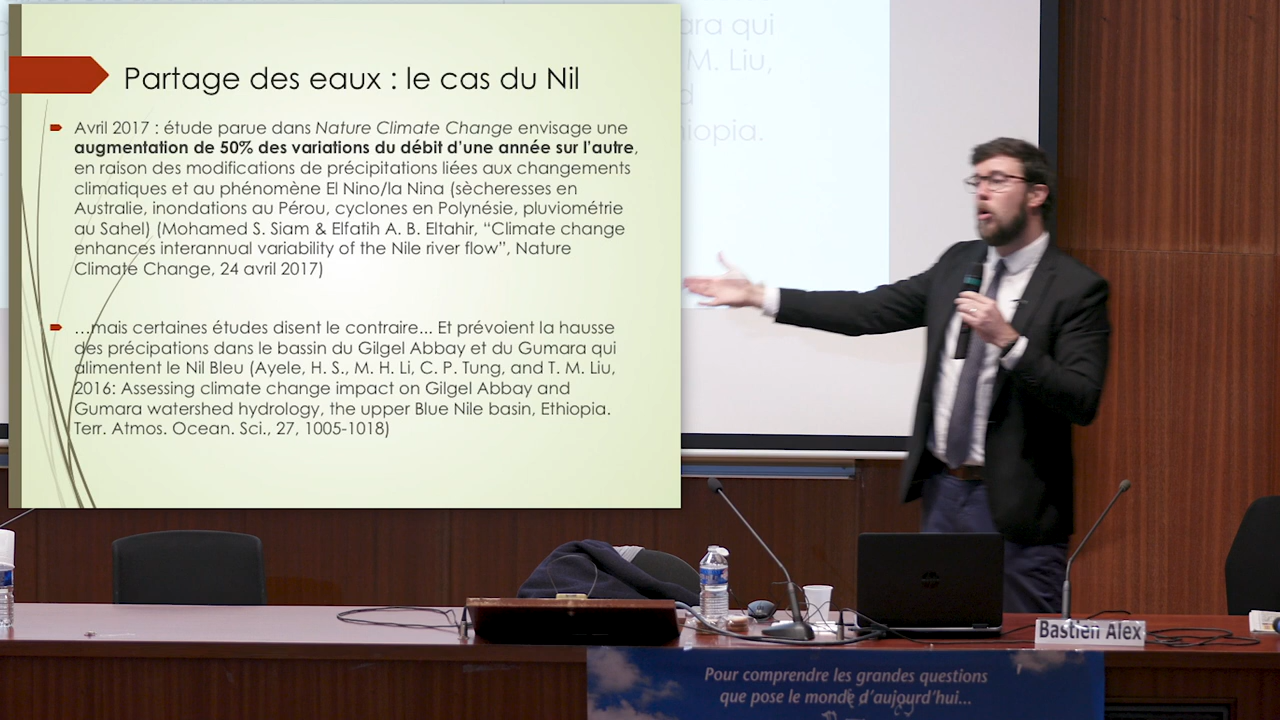 Partage des eaux : le cas du Nil
Avril 2017 : étude parue dans Nature Climate Change envisage une
augmentation de 50% des variations du débit d’une année sur l’autre,
en raison des modifications de précipitations liées aux changements
climatiques et au phénomène El Nino/la Nina (sècheresses en
Australie, inondations au Pérou, cyclones en Polynésie, pluviométrie
au Sahel) (Mohamed S. Siam & Elfatih A. B. Eltahir, “Climate change
enhances interannual variability of the Nile river flow”, Nature
Climate Change, 24 avril 2017)
…mais certaines études disent le contraire... Et prévoient la hausse
des précipations dans le bassin du Gilgel Abbay et du Gumara qui
alimentent le Nil Bleu (Ayele, H. S., M. H. Li, C. P. Tung, and T. M. Liu,
2016: Assessing climate change impact on Gilgel Abbay and
Gumara watershed hydrology, the upper Blue Nile basin, Ethiopia.
Terr. Atmos. Ocean. Sci., 27, 1005-1018)
ara qui
M. Liu,
d
hiopia.
hp
Bastien Alex
Pour comprendre les grandes questions
que pose le monde d’aujourd’hui...